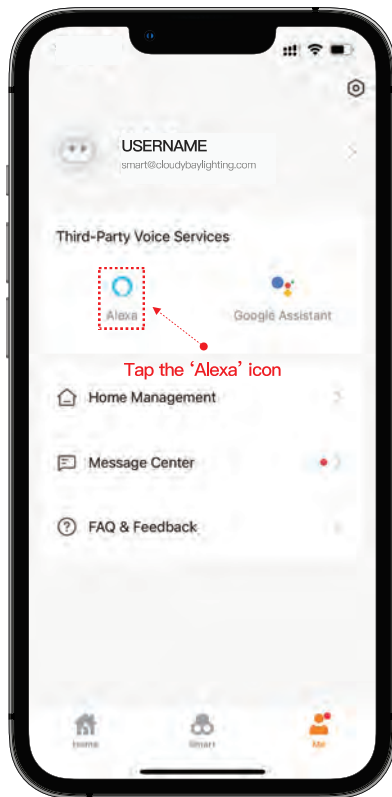 USERNAME
smart@cloudybaylighting.com
Third-Party Voice Services
Alexa
Google Assistant
Tap the ‘Alexa’ icon
Home Management
Message Center
FAQ & Feedback
Home
Smart
Me